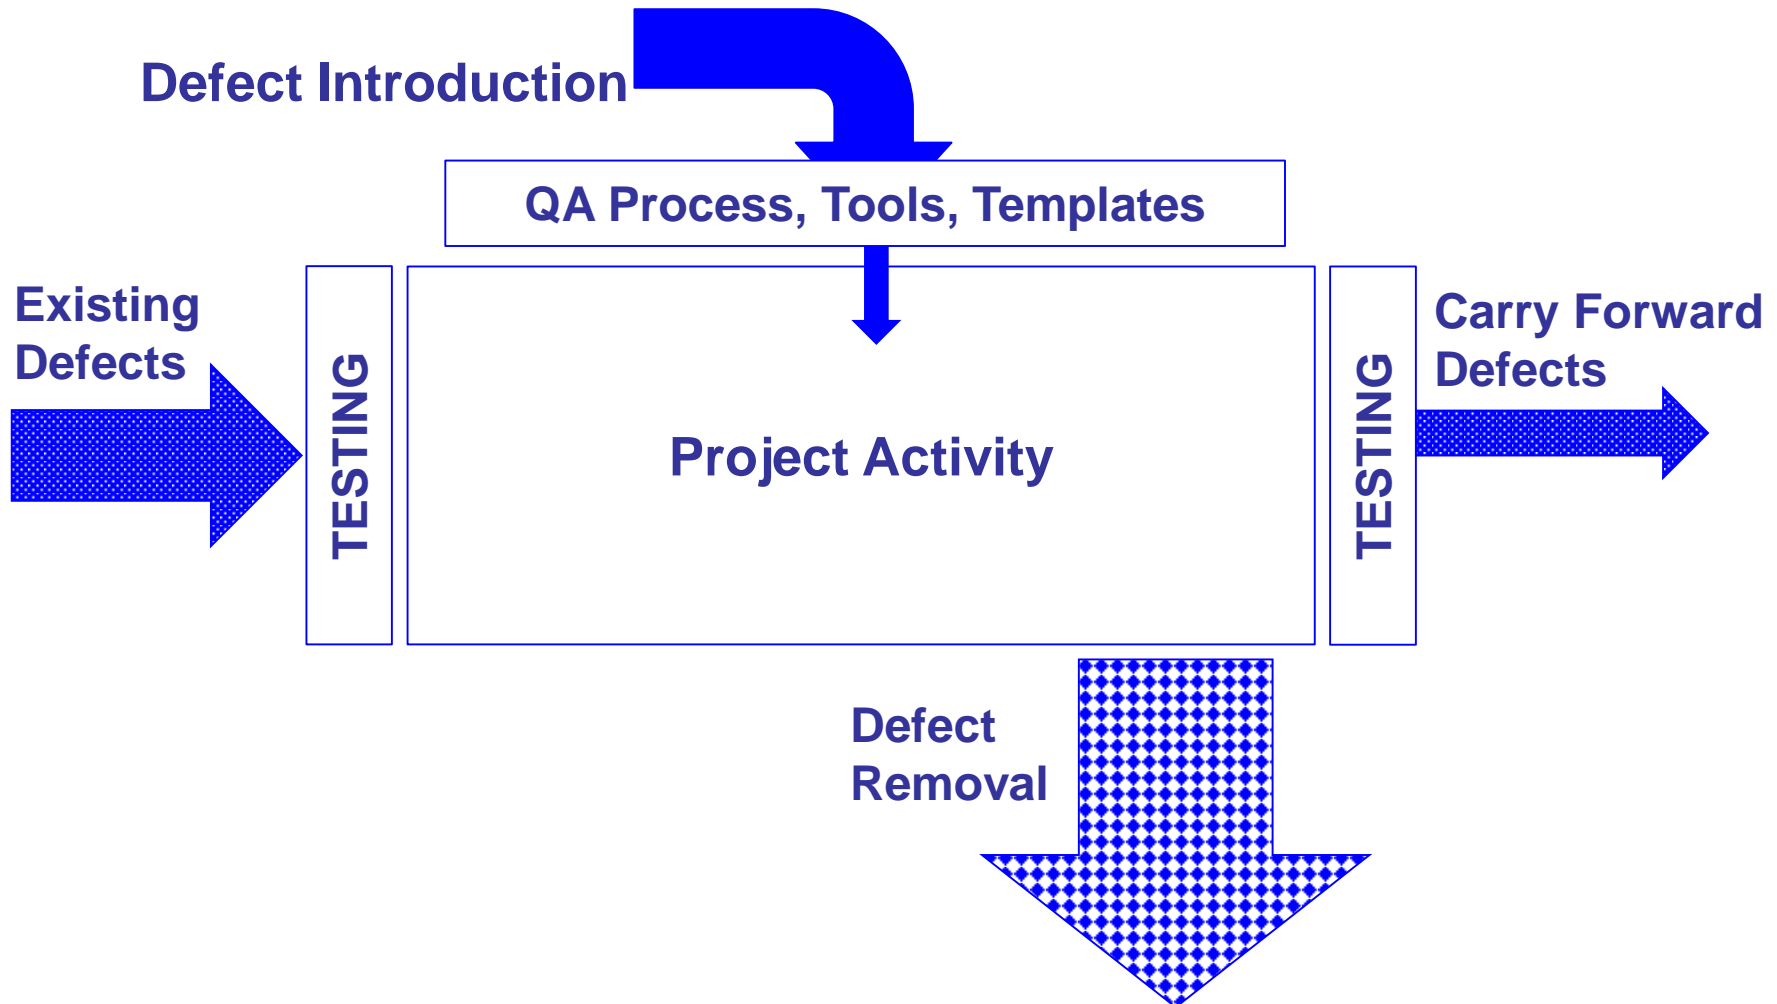 Defect Introduction
QA Process, Tools, Templates
Existing
Defects
TESTING
Project Activity
TESTING
Carry Forward
Defects
Defect
Removal